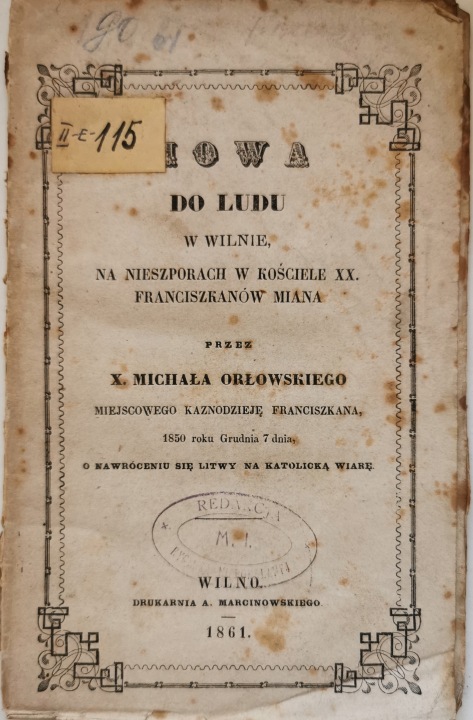 90
II-E-115
MOWA
DO LUDU
W WILNIE,
NA NIESZPORACH W KOŚCIELE XX.
FRANCISZKANÓW MIANA
PRZEZ
X. MICHAŁA ORŁOWSKIEGO
MIEJSCOWEGO KAZNODZIEJĘ FRANCISZKANA,
1850 roku Grudnia 7 dnia,
O NAWRÓCENIU SIĘ LITWY NA KATOLICKĄ WIARĘ.
REDAKCJA
M. I.
WILNO.
DRUKARNIA A. MARCINOWSKIEGO
1861.